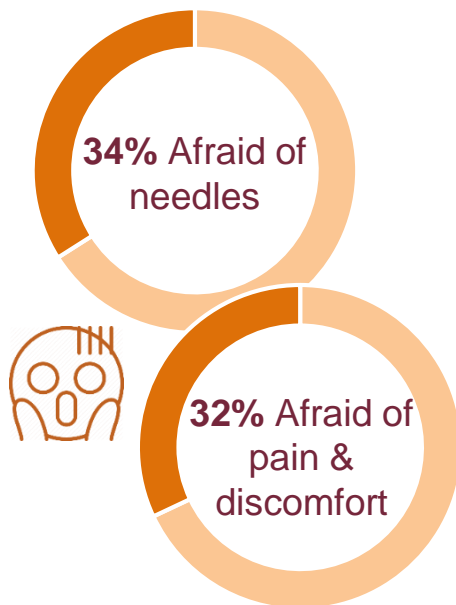 34% Afraid of
needles
32% Afraid of
pain &
discomfort